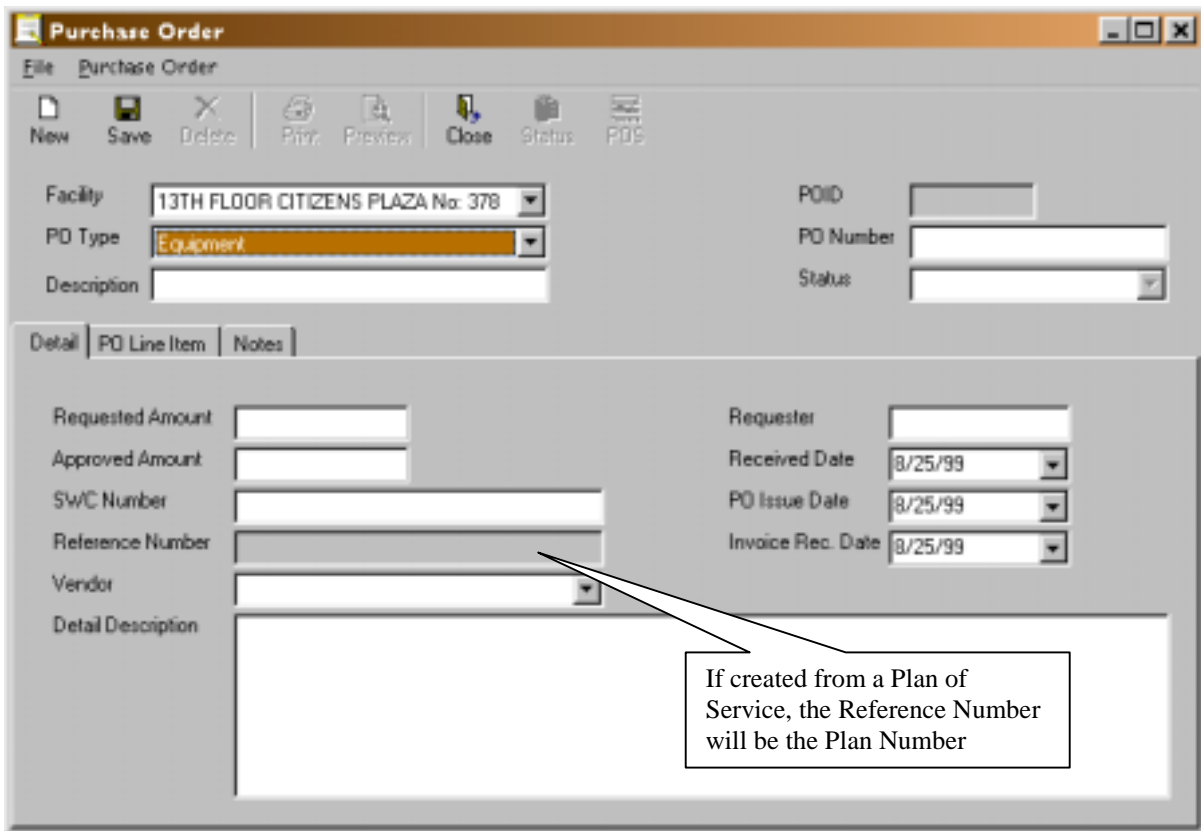 Purchase Order
File Purchase Order
New Save Delete Print Preview Close Status POS
Facility 13TH FLOOR CITIZENS PLAZA No: 378 POID
PO Type Equipment PO Number
Description Status
Detail PO Line Item Notes
Requested Amount Requester
Approved Amount Received Date 8/25/99
SWC Number PO Issue Date 8/25/99
Reference Number Invoice Rec. Date 8/25/99
Vendor
Detail Description
If created from a Plan of
Service, the Reference Number
will be the Plan Number